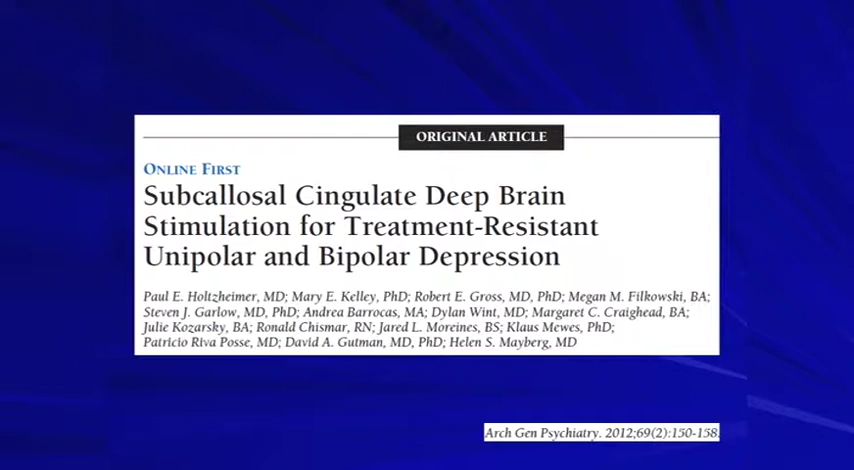 ORIGINAL ARTICLE
ONLINE FIRST
Subcallosal Cingulate Deep Brain
Stimulation for Treatment-Resistant
Unipolar and Bipolar Depression
Paul E. Holtzheimer, MD; Mary E. Kelley, PhD; Robert E. Gross, MD, PhD; Megan M. Filkowski, BA;
Steven J. Garlow, MD, PhD; Andrea Barrocas, MA; Dylan Wint, MD; Margaret C. Craighead, BA;
Julie Kozarsky, BA; Ronald Chismar, RN; Jared L. Moreines, BS; Klaus Mewes, PhD;
Patricio Riva Posse, MD; David A. Gutman, MD, PhD; Helen S. Mayberg, MD
Arch Gen Psychiatry. 2012;69(2):150-158.